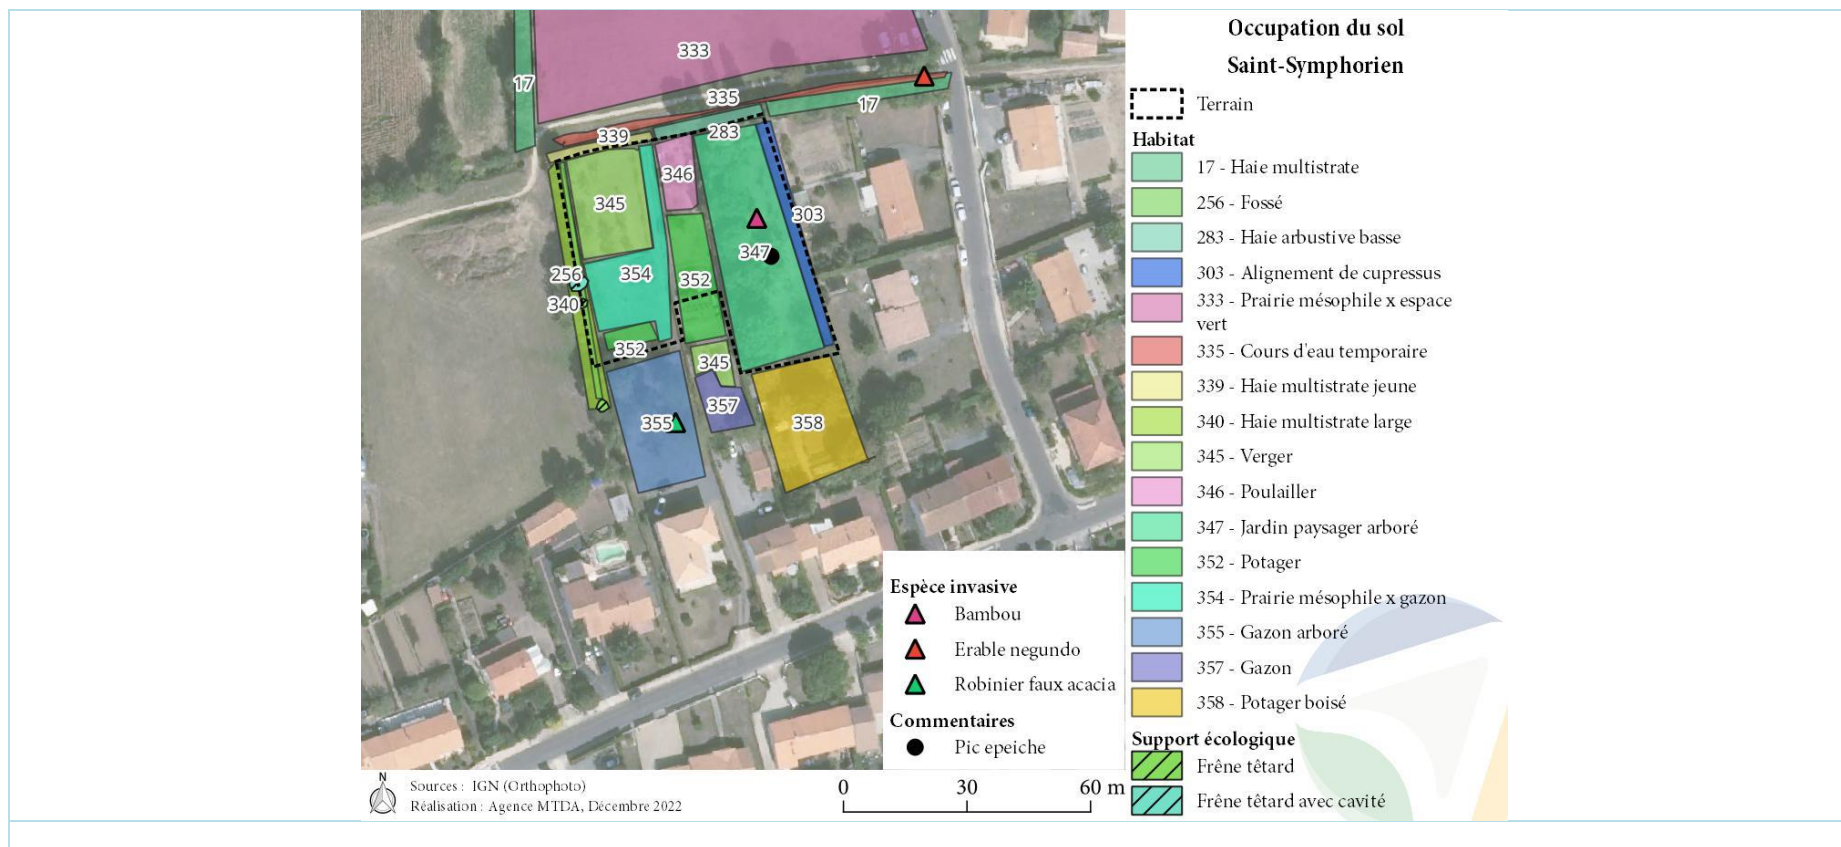 Occupation du sol
Saint-Symphorien
Terrain
Habitat
17 - Haie multistrate
256 - Fossé
283 - Haie arbustive basse
303 - Alignement de cupressus
333 - Prairie mésophile x espace
vert
335 - Cours d'eau temporaire
339 - Haie multistrate jeune
340 - Haie multistrate large
345 - Verger
346 - Poulailler
347 - Jardin paysager arboré
352 - Potager
354 - Prairie mésophile x gazon
355 - Gazon arboré
357 - Gazon
358 - Potager boisé
Support écologique
Frêne têtard
Frêne têtard avec cavité
333
17
335
17
339
283
346
345
303
347
256
354
352
340
352
345
357
355
358
Espèce invasive
Bambou
Erable negundo
Robinier faux acacia
Commentaires
Pic epeiche
N
Sources : IGN (Orthophoto)
Réalisation : Agence MTDA, Décembre 2022
0 30 60 m